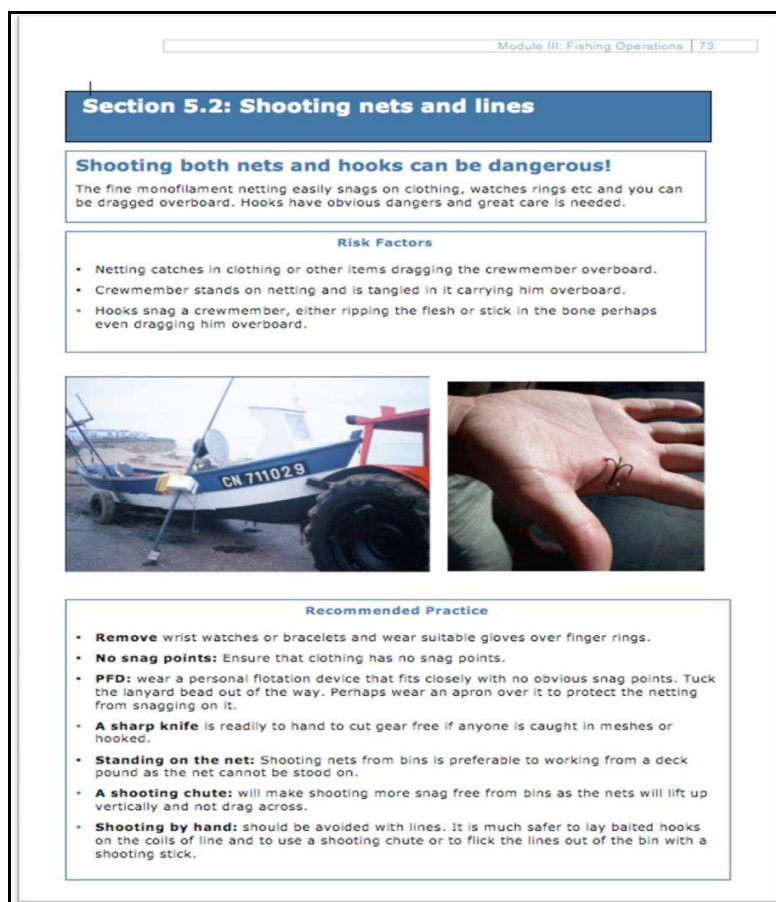 Module III: Fishing Operations | 73
Section 5.2: Shooting nets and lines
Shooting both nets and hooks can be dangerous!
The fine monofilament netting easily snags on clothing, watches rings etc and you can
be dragged overboard. Hooks have obvious dangers and great care is needed.
Risk Factors
• Netting catches in clothing or other items dragging the crewmember overboard.
• Crewmember stands on netting and is tangled in it carrying him overboard.
• Hooks snag a crewmember, either ripping the flesh or stick in the bone perhaps
even dragging him overboard.
CN 711029
Recommended Practice
• Remove wrist watches or bracelets and wear suitable gloves over finger rings.
• No snag points: Ensure that clothing has no snag points.
• PFD: wear a personal flotation device that fits closely with no obvious snag points. Tuck
the lanyard bead out of the way. Perhaps wear an apron over it to protect the netting
from snagging on it.
• A sharp knife is readily to hand to cut gear free if anyone is caught in meshes or
hooked.
• Standing on the net: Shooting nets from bins is preferable to working from a deck
pound as the net cannot be stood on.
• A shooting chute: will make shooting more snag free from bins as the nets will lift up
vertically and not drag across.
• Shooting by hand: should be avoided with lines. It is much safer to lay baited hooks
on the coils of line and to use a shooting chute or to flick the lines out of the bin with a
shooting stick.